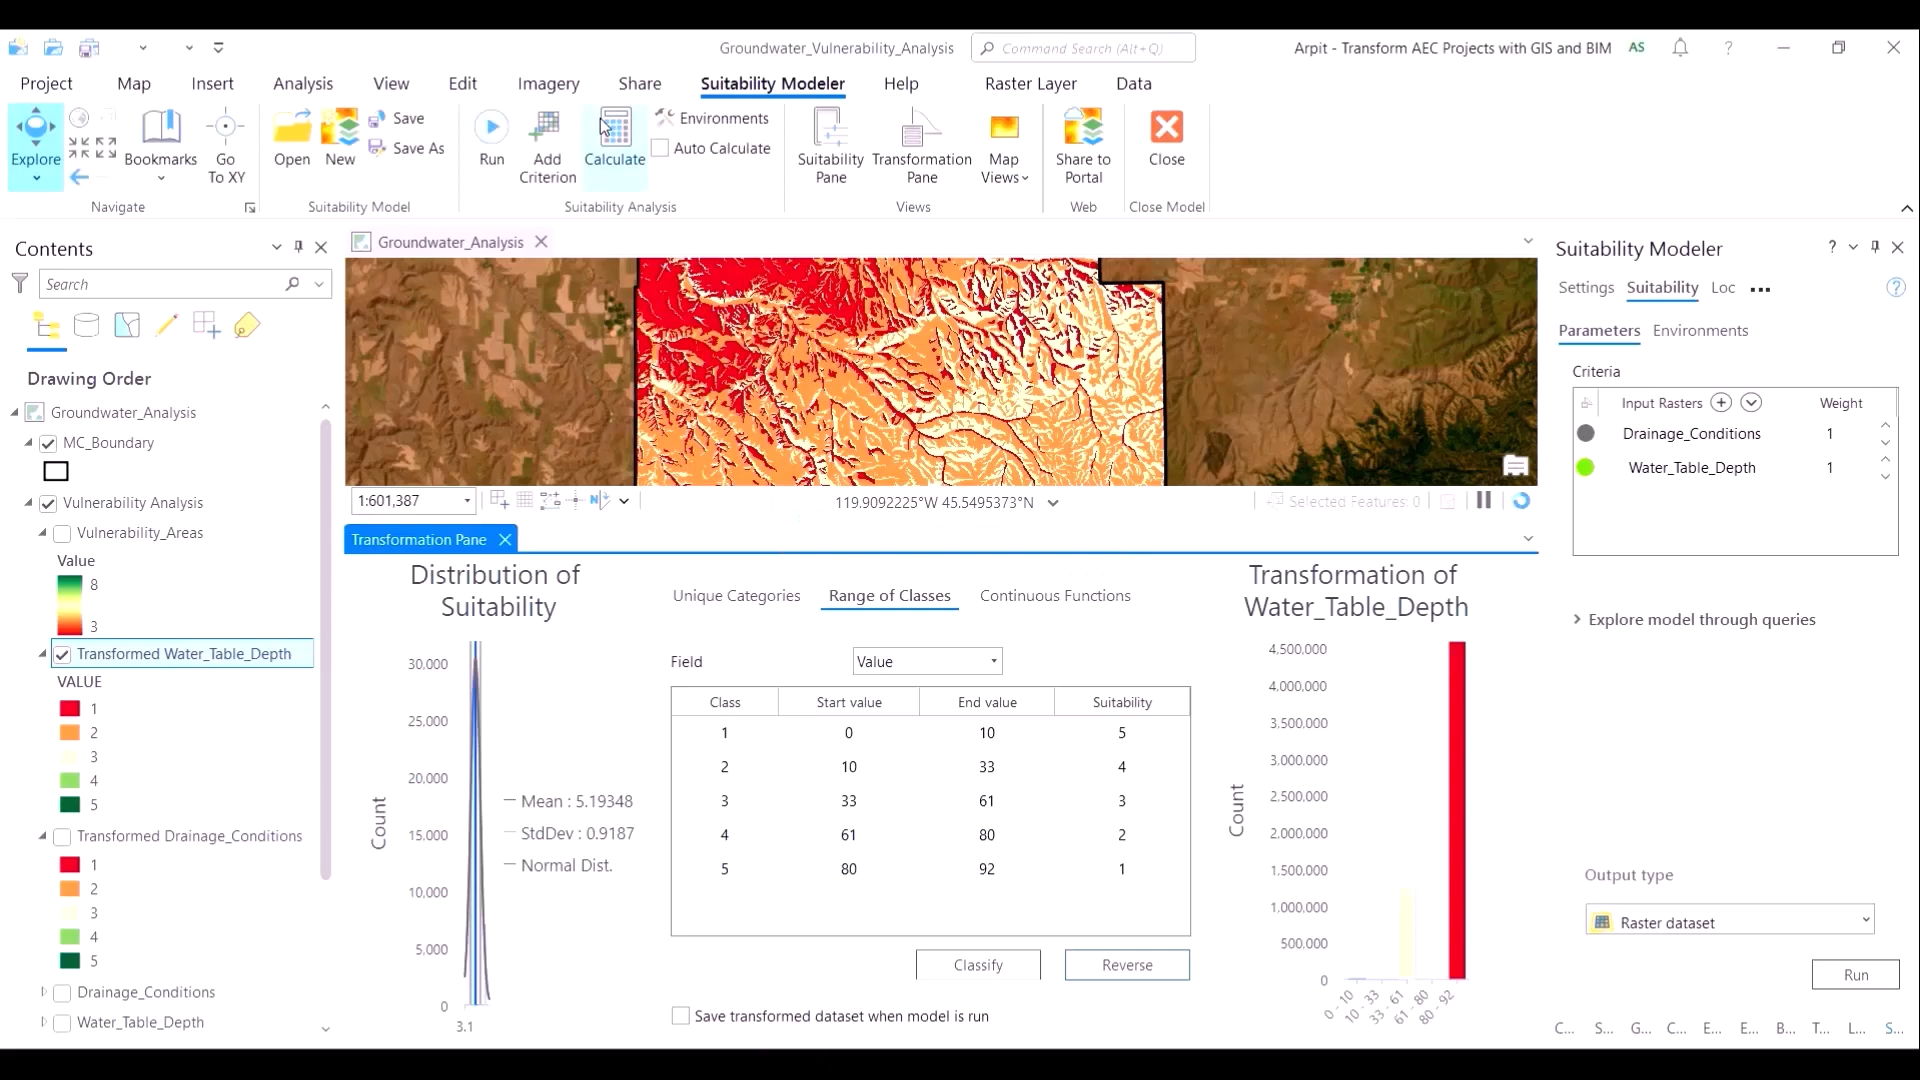 Groundwater_Vulnerability_Analysis
Command Search (Alt+Q)
Arpit - Transform AEC Projects with GIS and BIM
AS
?
Project
Map
Insert
Analysis
View
Edit
Imagery
Share
Suitability Modeler
Help
Raster Layer
Data
Explore
Bookmarks
Go
To XY
Navigate
Open
New
Save
Save As
Suitability Model
Run
Add
Criterion
Calculate
Environments
Auto Calculate
Suitability Analysis
Suitability
Pane
Transformation
Pane
Map
Views
Views
Share to
Portal
Web
Close
Close Model
Contents
Search
Drawing Order
Groundwater_Analysis
MC_Boundary
Vulnerability Analysis
Vulnerability_Areas
Value
8
3
Transformed Water_Table_Depth
VALUE
1
2
3
4
5
Transformed Drainage_Conditions
1
2
3
4
5
Drainage_Conditions
Water_Table_Depth
Groundwater_Analysis
1:601,387
N
119.9092225°W 45.5495373°N
Selected Features: 0
Transformation Pane
Distribution of
Suitability
Count
30,000
25,000
20,000
15,000
10,000
5,000
0
3.1
Mean : 5.19348
StdDev : 0.9187
Normal Dist.
Unique Categories
Range of Classes
Continuous Functions
Field
Value
Class Start value End value Suitability
1 0 10 5
2 10 33 4
3 33 61 3
4 61 80 2
5 80 92 1
Classify
Reverse
Save transformed dataset when model is run
Transformation of
Water_Table_Depth
Count
4,500,000
4,000,000
3,500,000
3,000,000
2,500,000
2,000,000
1,500,000
1,000,000
500,000
0
0 - 10
10 - 33
33 - 61
61 - 80
80 - 92
Suitability Modeler
?
Settings
Suitability
Loc
?
Parameters
Environments
Criteria
Input Rasters
Weight
Drainage_Conditions 1
Water_Table_Depth 1
Explore model through queries
Output type
Raster dataset
Run
C... S... G... C... E... E... B... T... L... S...